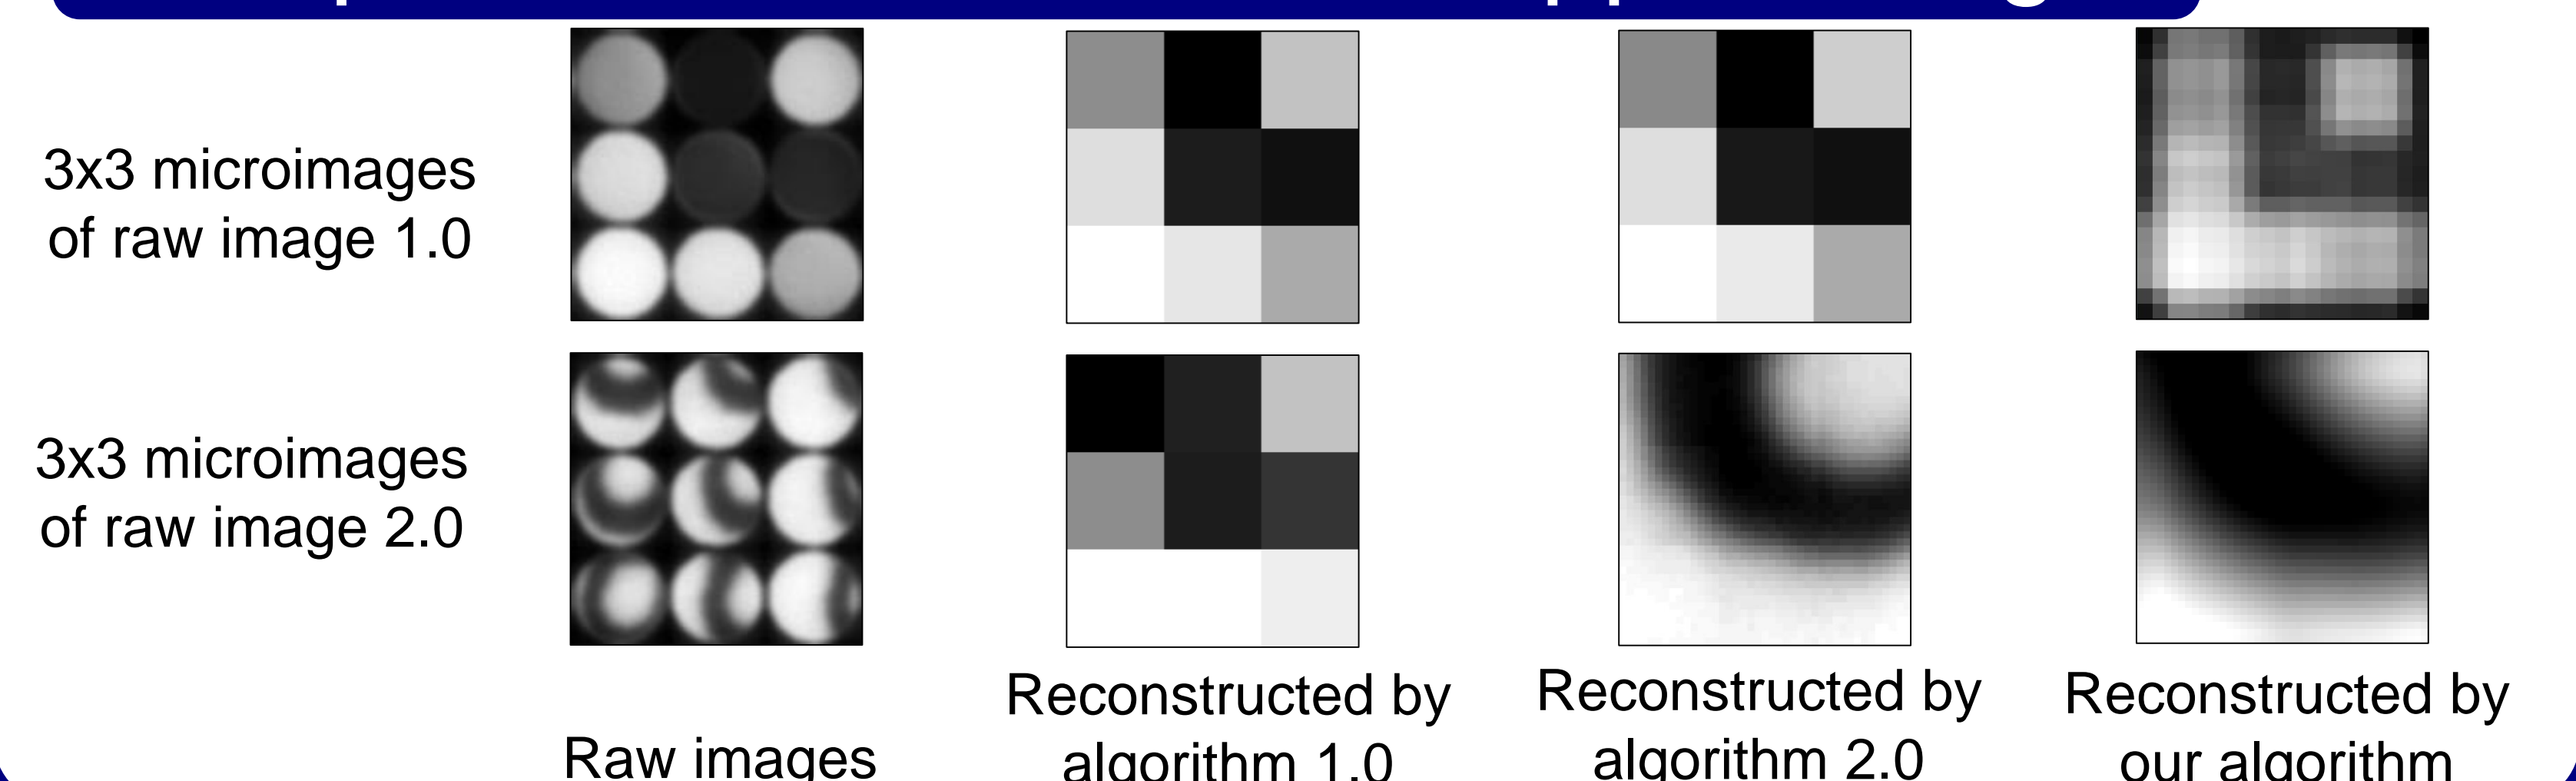 3x3 microimages
of raw image 1.0
3x3 microimages
of raw image 2.0
Raw images
Reconstructed by
algorithm 1.0
Reconstructed by
algorithm 2.0
Reconstructed by
our algorithm